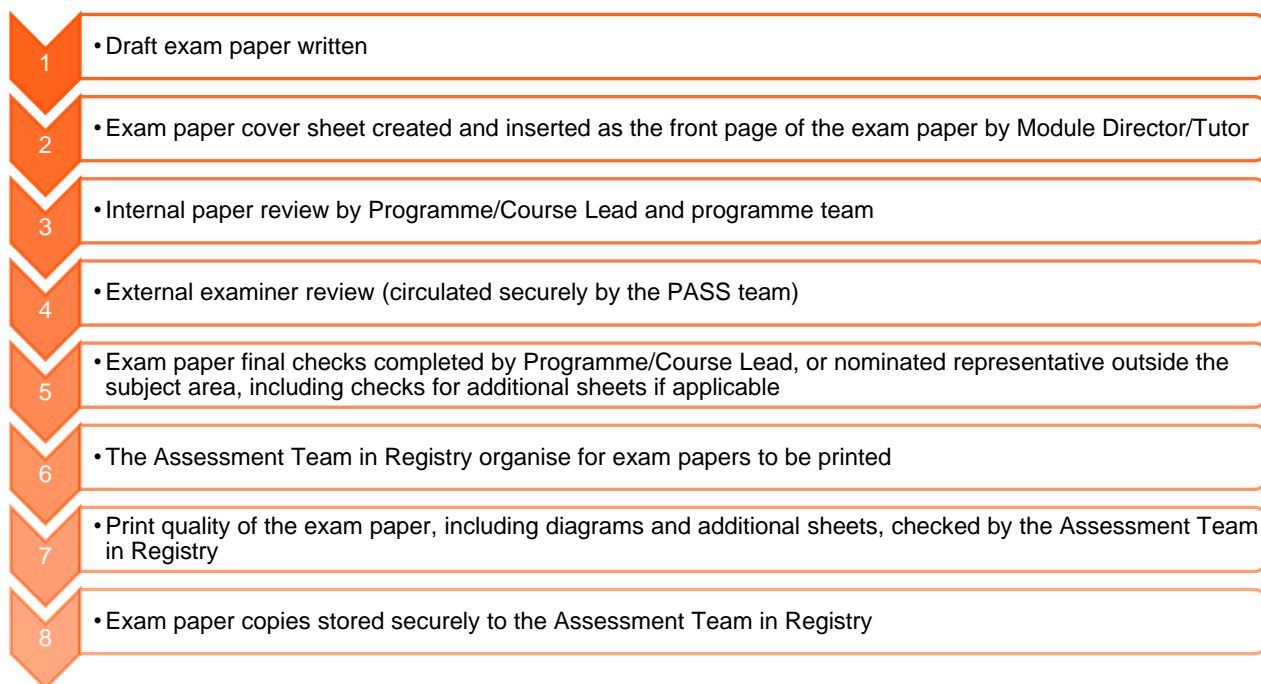 1
•Draft exam paper written
2
•Exam paper cover sheet created and inserted as the front page of the exam paper by Module Director/Tutor
3
•Internal paper review by Programme/Course Lead and programme team
4
•External examiner review (circulated securely by the PASS team)
5
•Exam paper final checks completed by Programme/Course Lead, or nominated representative outside the
subject area, including checks for additional sheets if applicable
6
•The Assessment Team in Registry organise for exam papers to be printed
7
•Print quality of the exam paper, including diagrams and additional sheets, checked by the Assessment Team
in Registry
8
•Exam paper copies stored securely to the Assessment Team in Registry